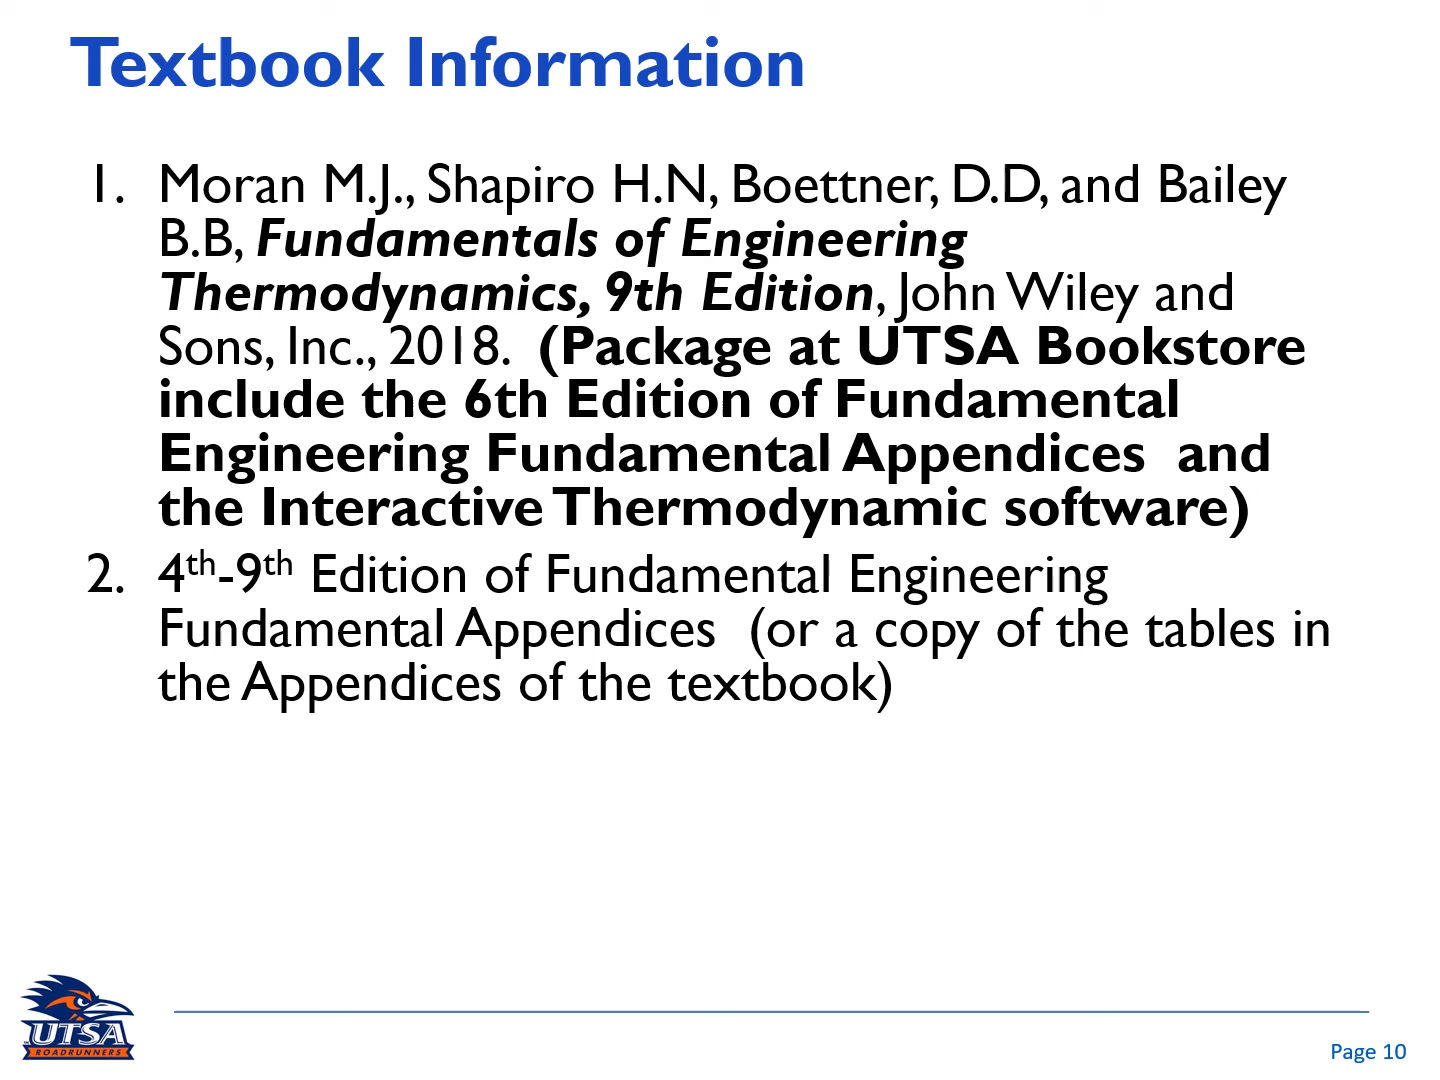 Textbook Information
1. Moran M.J., Shapiro H.N, Boettner, D.D, and Bailey
B.B, Fundamentals of Engineering
Thermodynamics, 9th Edition, John Wiley and
Sons, Inc., 2018. (Package at UTSA Bookstore
include the 6th Edition of Fundamental
Engineering Fundamental Appendices and
the Interactive Thermodynamic software)
2. 4th-9th Edition of Fundamental Engineering
Fundamental Appendices (or a copy of the tables in
the Appendices of the textbook)
UTSA
ROADRUNNERS
Page 10